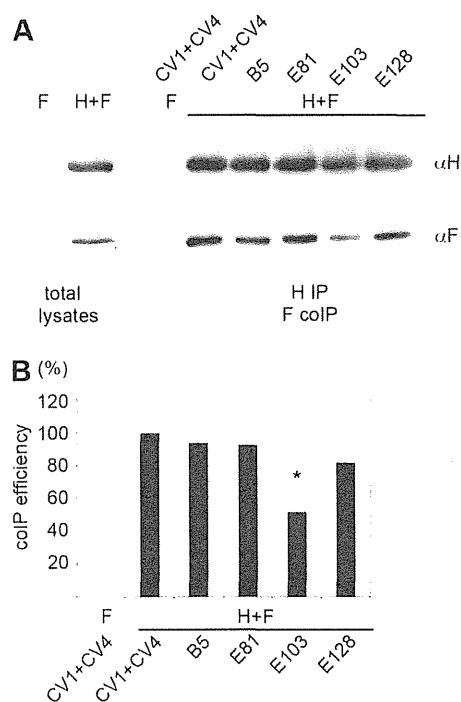 A
CV1+CV4
CV1+CV4
B5
E81
E103
E128
F H+F F H+F
αH
αF
total
lysates
H IP
F coIP
B (%)
120
100
80
60
40
20
coIP efficiency
*
F H+F
CV1+CV4
CV1+CV4
B5
E81
E103
E128